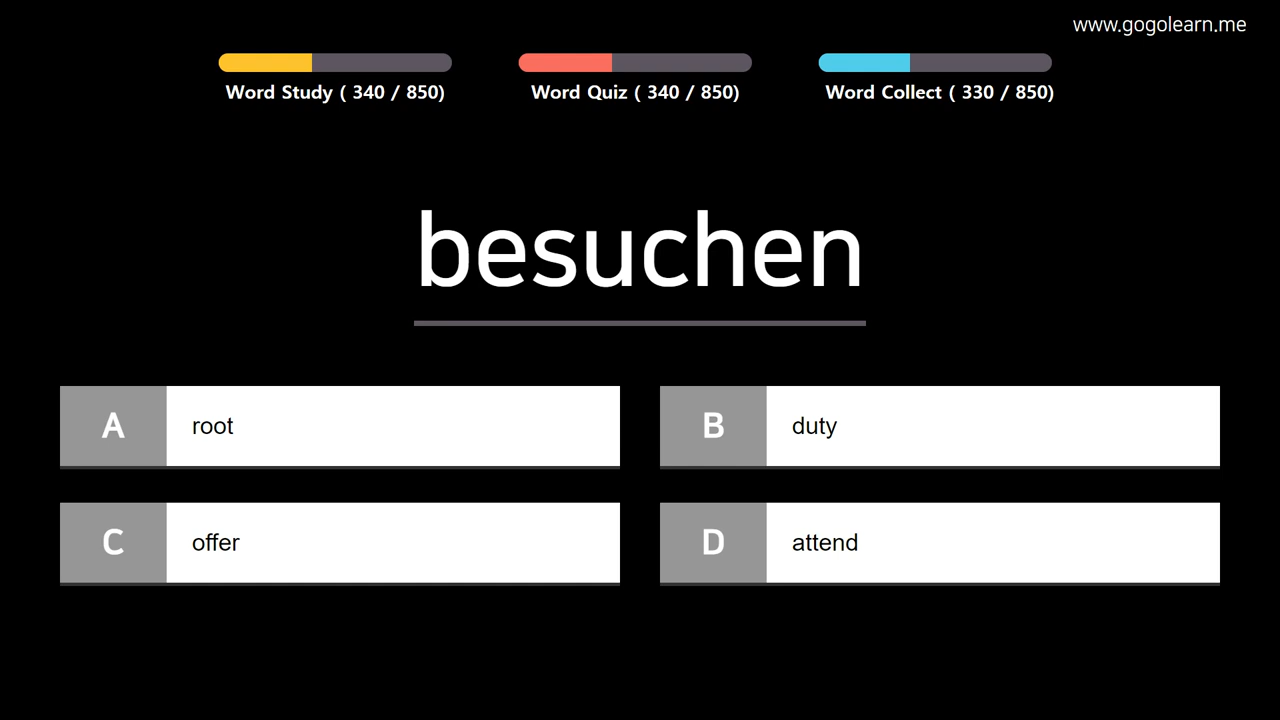 www.gogolearn.me
Word Study ( 340 / 850)
Word Quiz ( 340 / 850)
Word Collect ( 330 / 850)
besuchen
A root
B duty
C offer
D attend